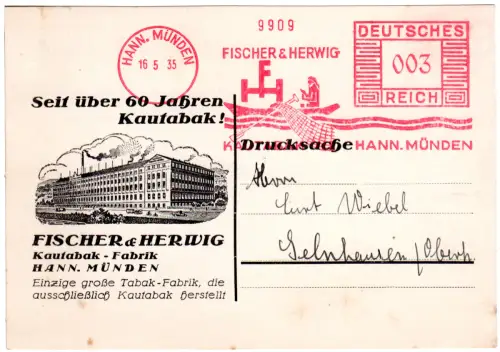 9909
HANN. MÜNDEN
16 5 35
FISCHER & HERWIG
FH
DEUTSCHES
003
REICH
HANN. MÜNDEN
Seit über 60 Jahren
Kautabak!
Drucksache
Herrn
Curt Wiebel
Gelnhausen
FISCHER & HERWIG
Kautabak - Fabrik
HANN. MÜNDEN
Einzige große Tabak-Fabrik, die
ausschließlich Kautabak herstellt